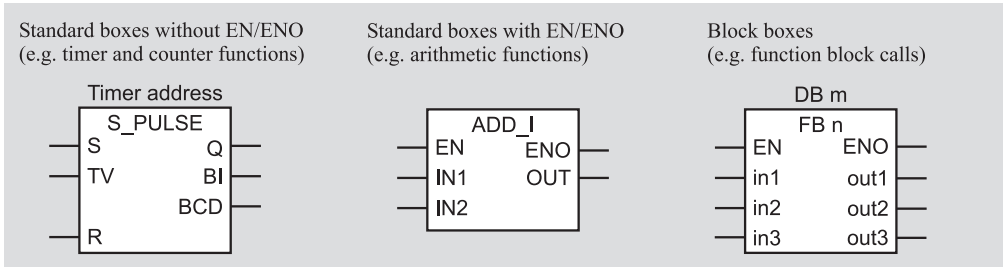 Standard boxes without EN/ENO
(e.g. timer and counter functions)
Timer address
S_PULSE
S Q
TV BI
BCD
R
Standard boxes with EN/ENO
(e.g. arithmetic functions)
ADD_I
EN ENO
IN1 OUT
IN2
Block boxes
(e.g. function block calls)
DB m
FB n
EN ENO
in1 out1
in2 out2
in3 out3